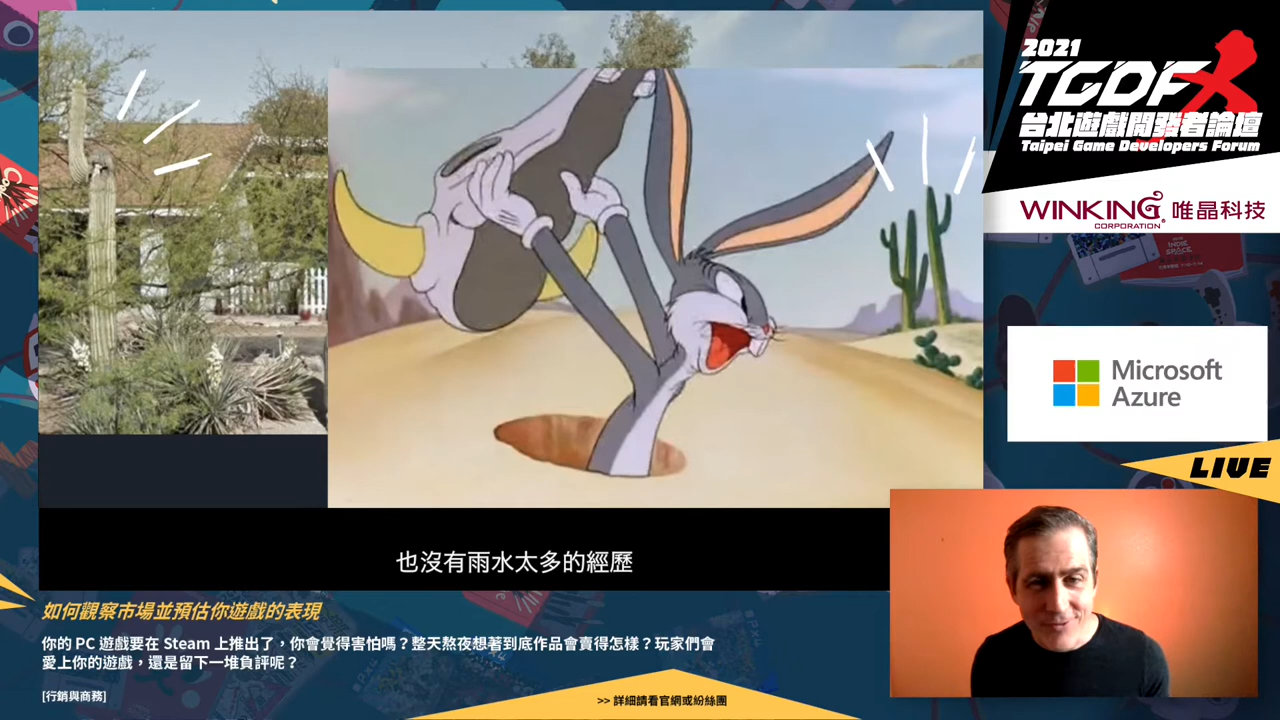 2021
TGDF X
台北遊戲開發者論壇
Taipei Game Developers Forum
WINKING 唯晶科技
CORPORATION
Microsoft
Azure
LIVE
也沒有雨水太多的經歷
如何觀察市場並預估你遊戲的表現
你的 PC 遊戲要在 Steam 上推出了，你會覺得害怕嗎？整天熬夜想著到底作品會賣得怎樣？玩家們會
愛上你的遊戲，還是留下一堆負評呢？
[行銷與商務]
>> 詳細請看官網或紛絲團